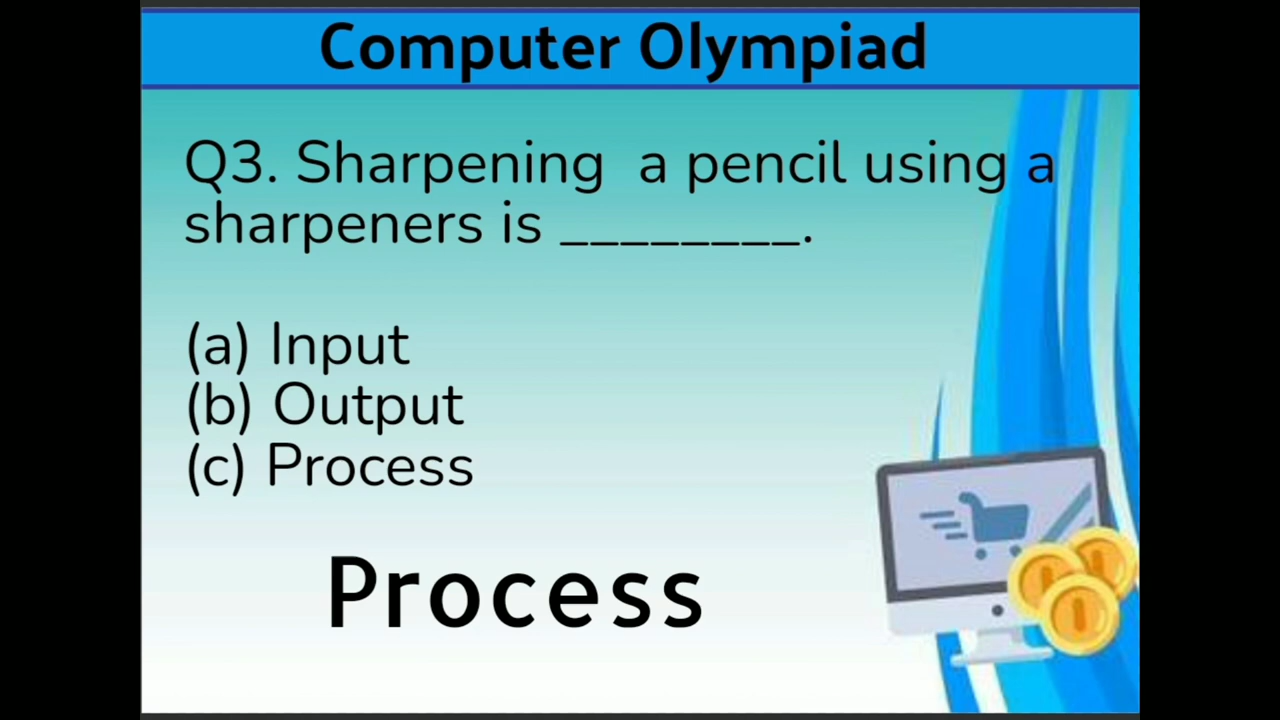 Computer Olympiad
Q3. Sharpening  a pencil using a
sharpeners is ________.
(a) Input
(b) Output
(c) Process
Process